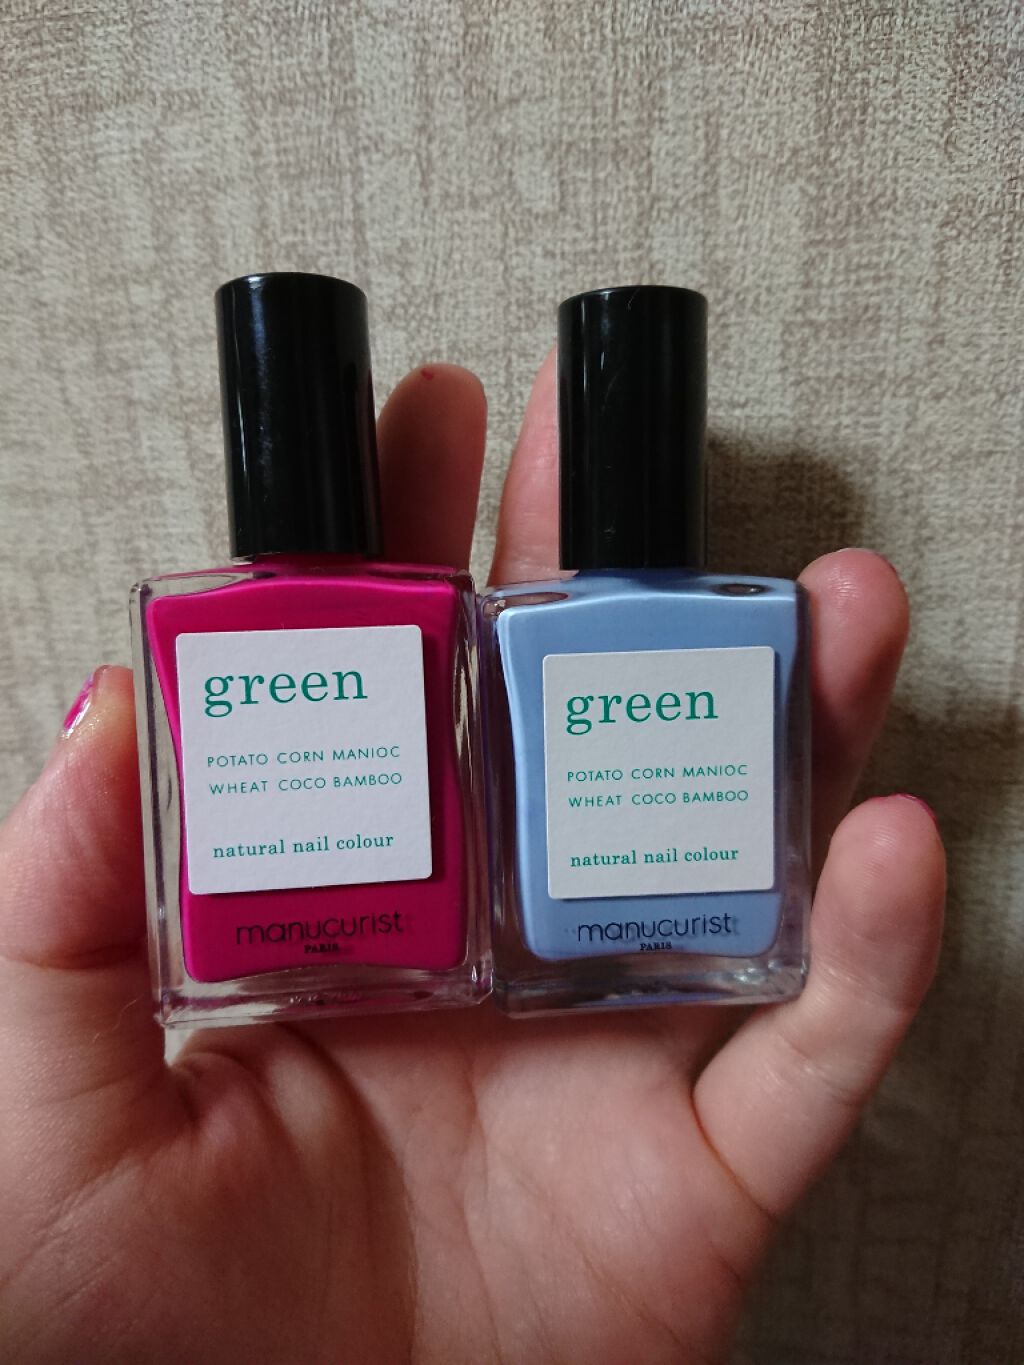 green
POTATO CORN MANIOC
WHEAT COCO BAMBOO
natural nail colour
manucurist
PARIS
green
POTATO CORN MANIOC
WHEAT COCO BAMBOO
natural nail colour
manucurist
PARIS